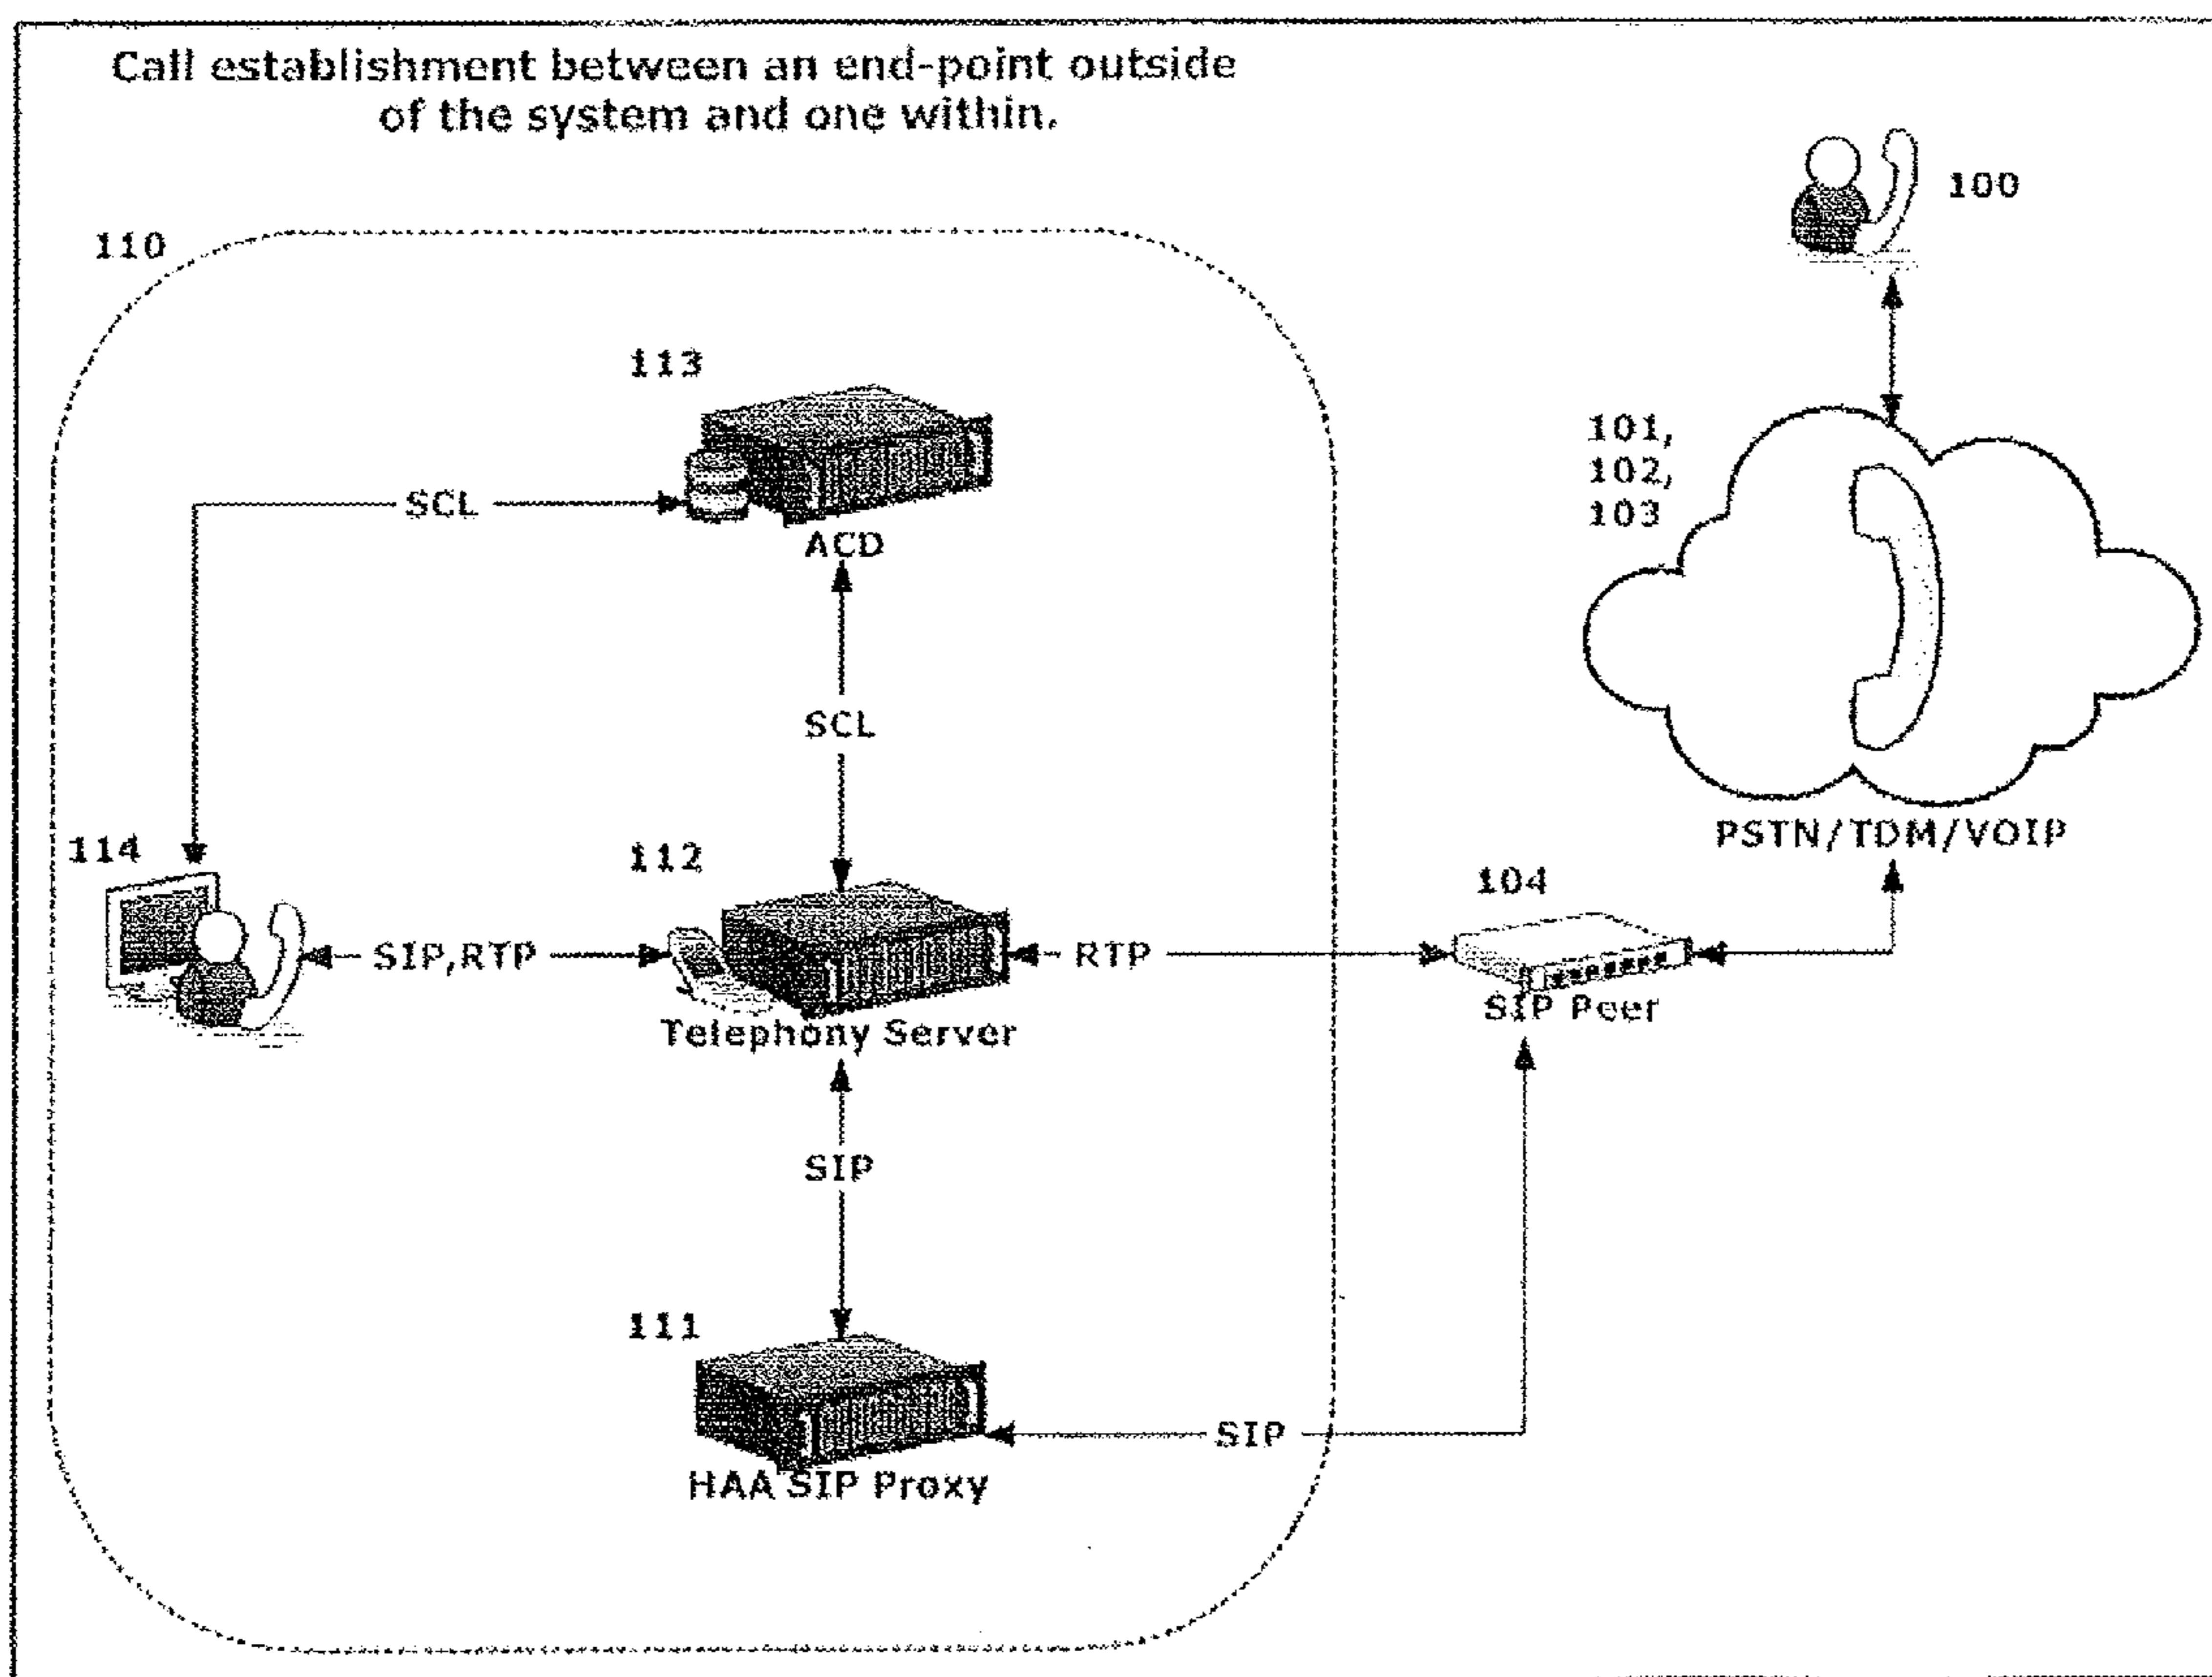 Call establishment between an end-point outside
of the system and one within.
100
110
113
101,
102,
103
SCL
ACD
SCL
PSTN/TDM/VOIP
114
112
104
SIP,RTP
RTP
SIP Peer
Telephony Server
SIP
111
SIP
HAA SIP Proxy